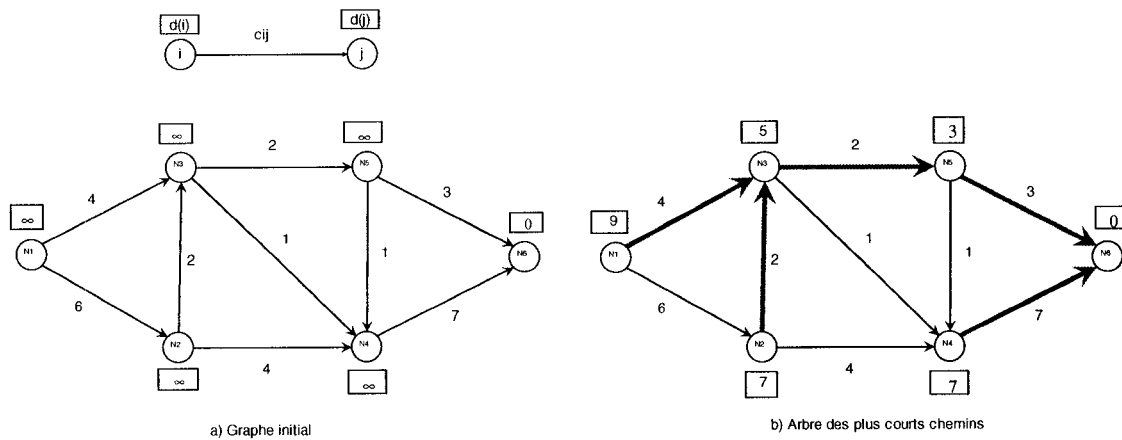 d(i) d(j)
cij
i j
∞ ∞
2
N3 N5
4 3
∞ 0
N1 N6
2 1 1
6 7
N2 N4
4
∞ ∞
a) Graphe initial
5 3
2
N3 N5
4 3
9 0
N1 N6
2 1 1
6 7
N2 N4
4
7 7
b) Arbre des plus courts chemins